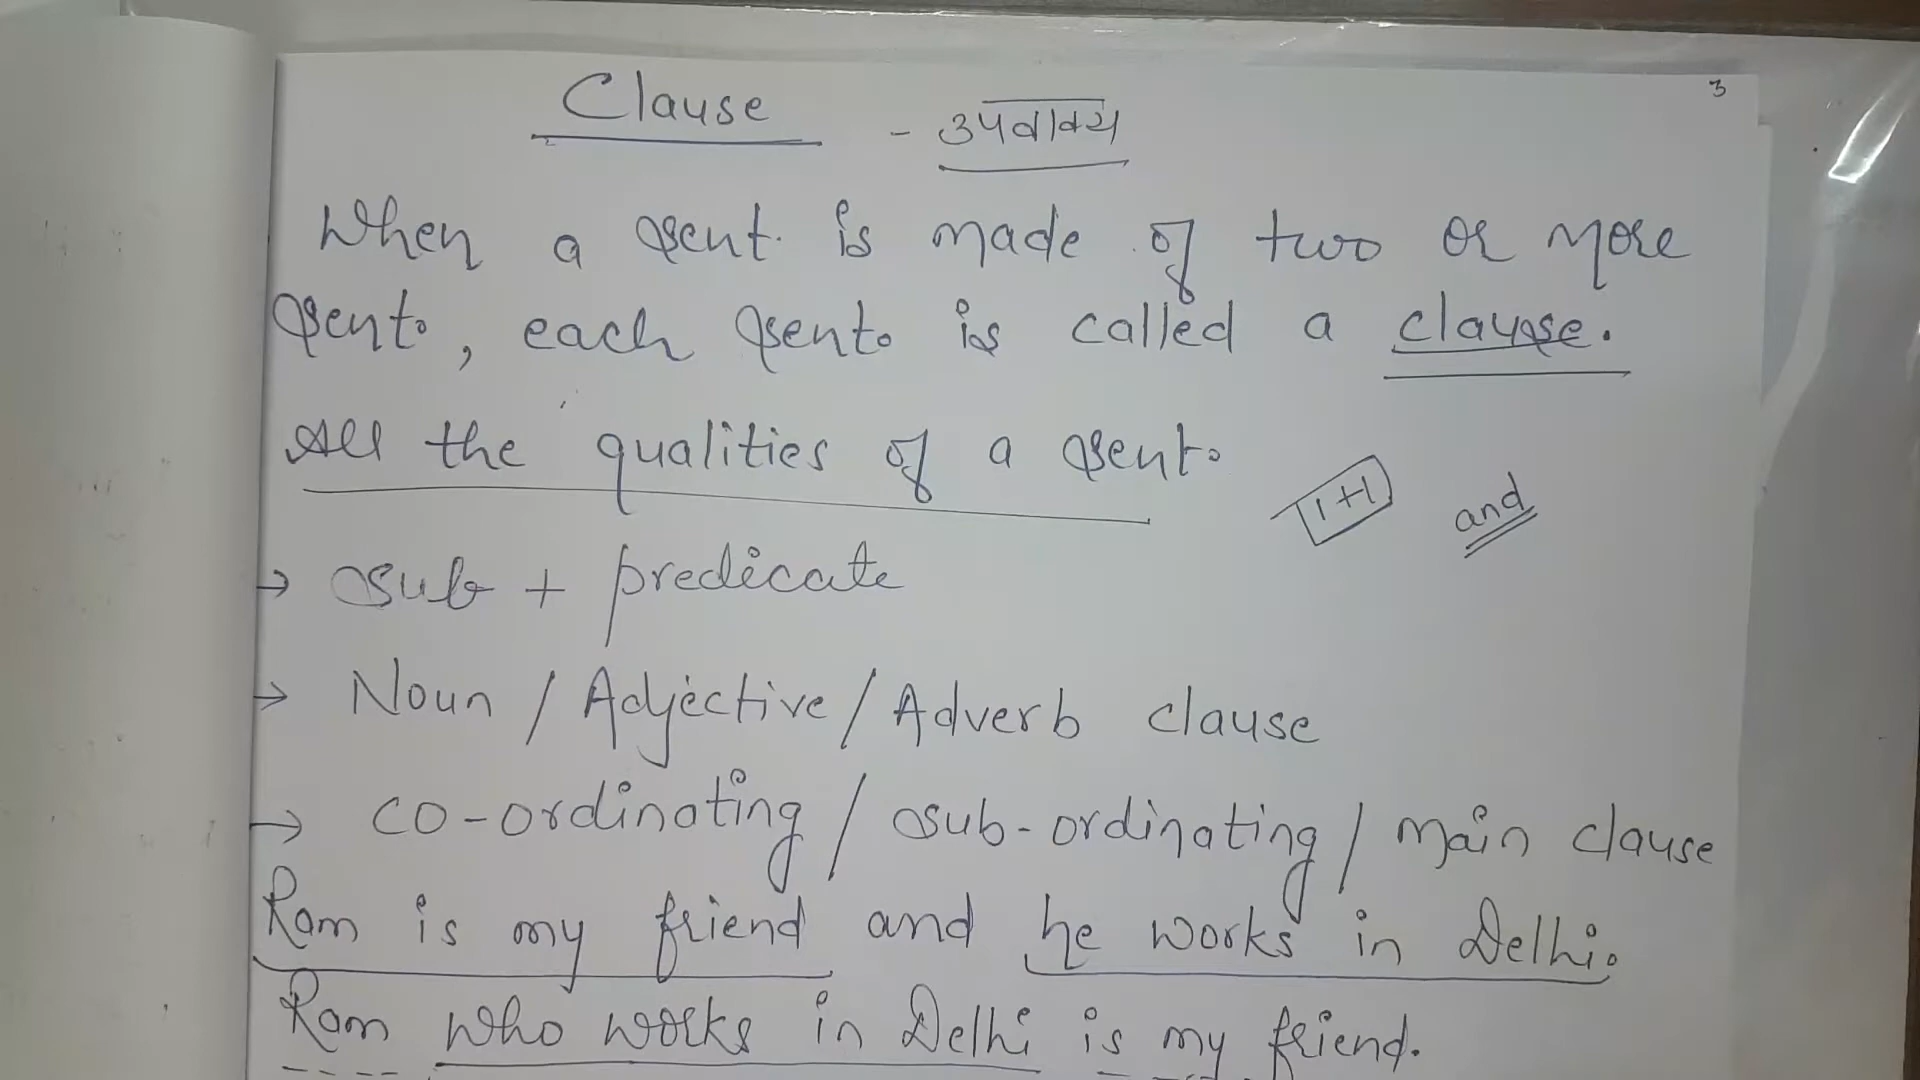 3
Clause - उपवाक्य
When a sent. is made of two or more
sent., each sent. is called a clause.
All the qualities of a sent.
1+1 and
→ Sub + predicate
→ Noun / Adjective / Adverb clause
→ co-ordinating / sub-ordinating / main clause
Ram is my friend and he works in Delhi.
Ram who works in Delhi is my friend.